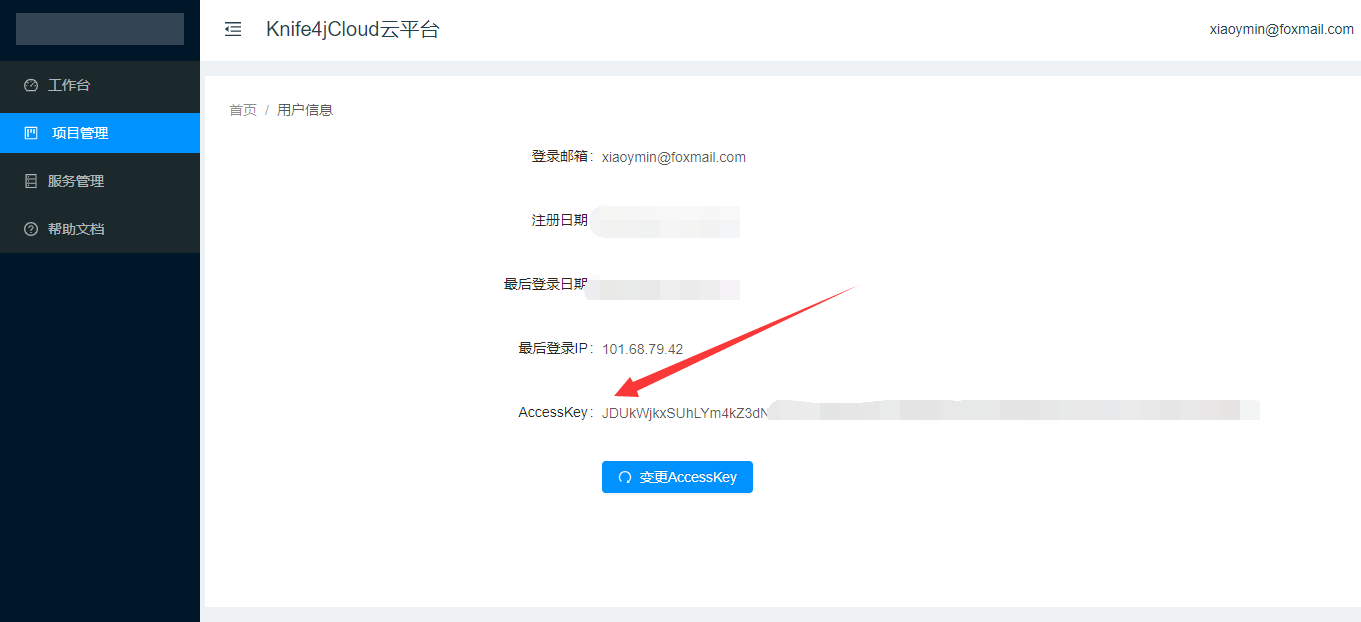 Knife4jCloud云平台
xiaoymin@foxmail.com
工作台
项目管理
服务管理
帮助文档
首页 / 用户信息
登录邮箱: xiaoymin@foxmail.com
注册日期
最后登录日期
最后登录IP: 101.68.79.42
AccessKey: JDUkWjkxSUhLYm4kZ3dN
变更AccessKey